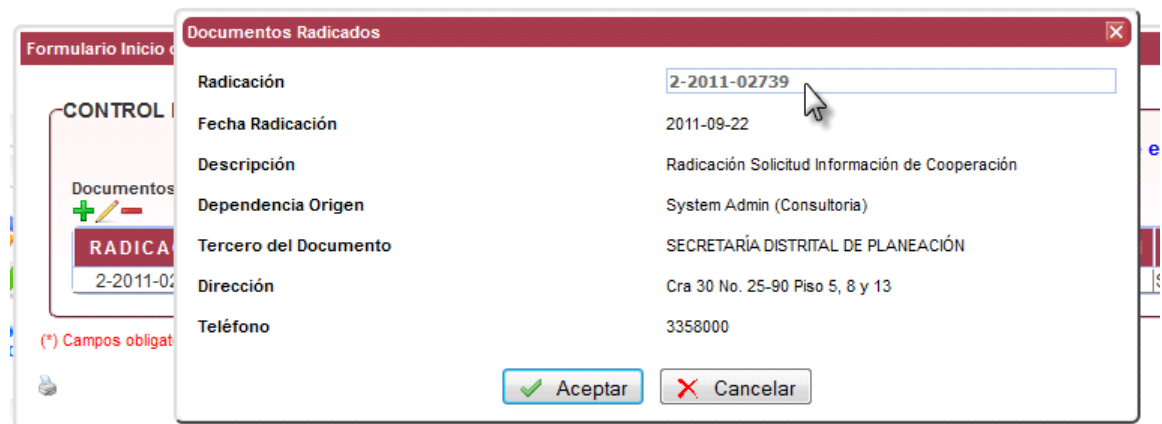 Documentos Radicados
Formulario Inicio
Radicación 2-2011-02739
CONTROL
Fecha Radicación 2011-09-22
Descripción Radicación Solicitud Información de Cooperación
Documentos
Dependencia Origen System Admin (Consultoria)
RADICA
Tercero del Documento SECRETARÍA DISTRITAL DE PLANEACIÓN
2-2011-02
Dirección Cra 30 No. 25-90 Piso 5, 8 y 13
Teléfono 3358000
(*) Campos obligat
Aceptar Cancelar